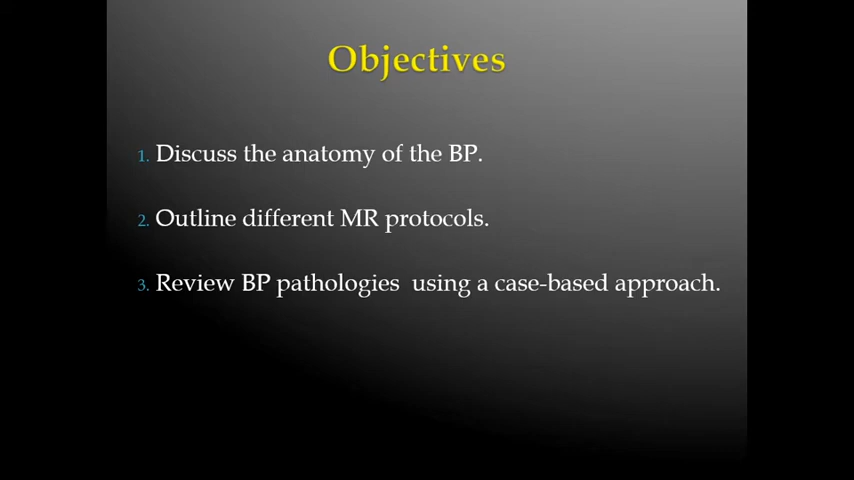 Objectives
1. Discuss the anatomy of the BP.
2. Outline different MR protocols.
3. Review BP pathologies using a case-based approach.